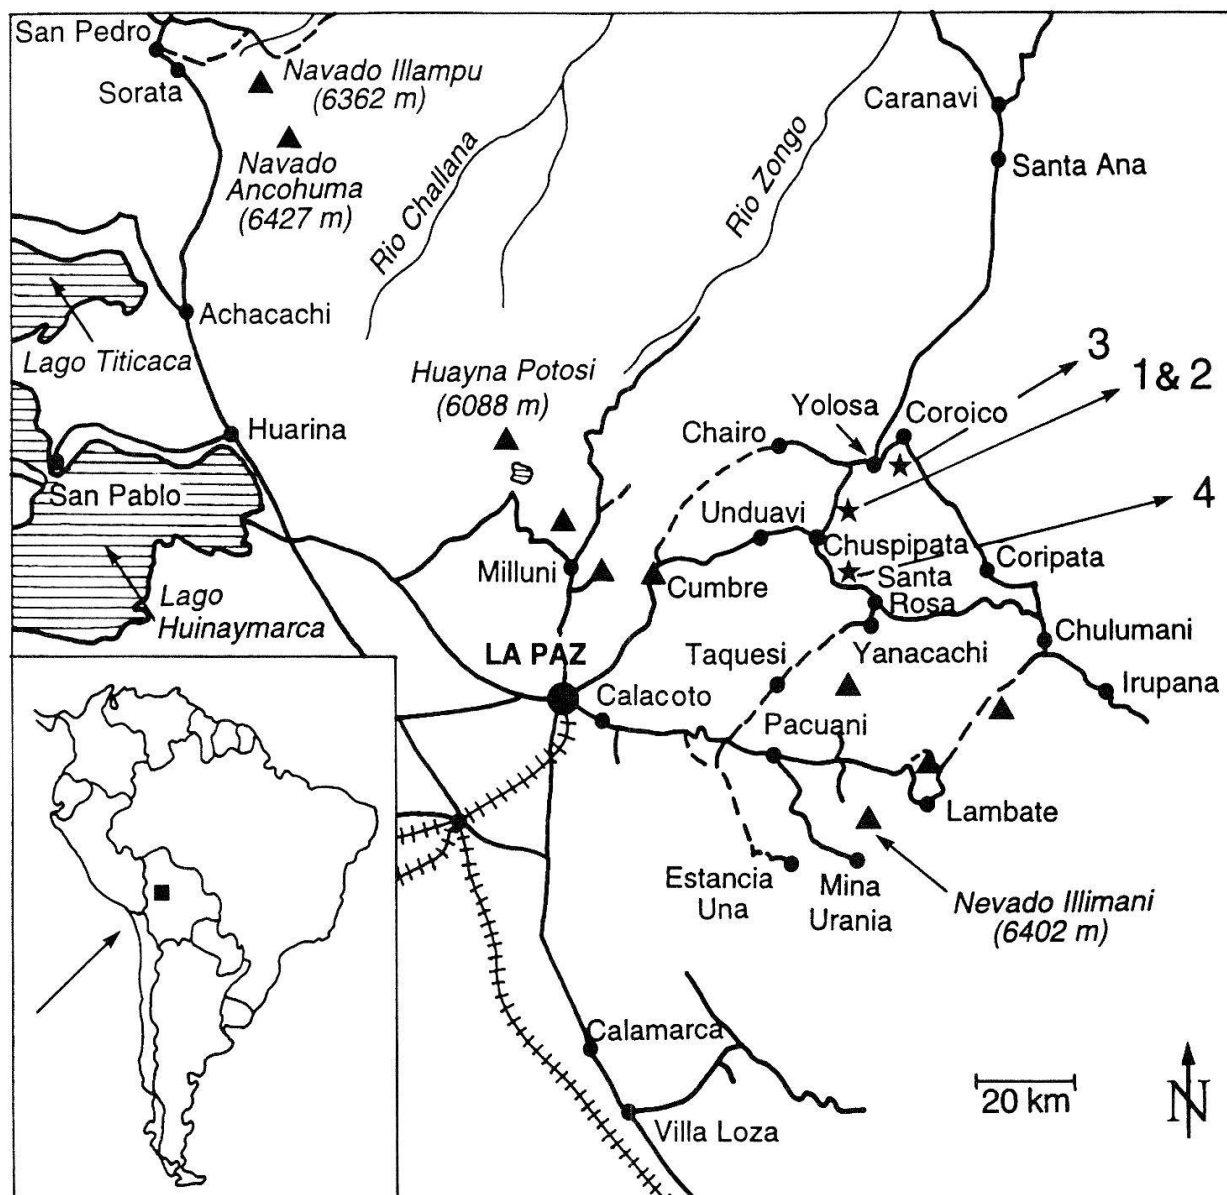 San Pedro
Sorata
Navado Illampu
(6362 m)
Navado
Ancohuma
(6427 m)
Rio Challana
Rio Zongo
Caranavi
Santa Ana
Achacachi
Lago Titicaca
Huarina
San Pablo
Lago
Huinaymarca
Huayna Potosi
(6088 m)
3
1 & 2
4
Yolosa
Coroico
Chairo
Unduavi
Chuspipata
Coripata
Milluni
Cumbre
Santa
Rosa
Chulumani
LA PAZ
Taquesi
Yanacachi
Irupana
Calacoto
Pacuani
Lambate
Estancia
Una
Mina
Urania
Nevado Illimani
(6402 m)
Calamarca
Villa Loza
20 km
N